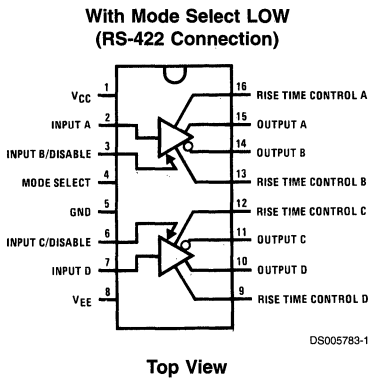 With Mode Select LOW
(RS-422 Connection)
1 16
VCC RISE TIME CONTROL A
2 15
INPUT A OUTPUT A
3 14
INPUT B/DISABLE OUTPUT B
4 13
MODE SELECT RISE TIME CONTROL B
5 12
GND RISE TIME CONTROL C
6 11
INPUT C/DISABLE OUTPUT C
7 10
INPUT D OUTPUT D
8 9
VEE RISE TIME CONTROL D
DS005783-1
Top View